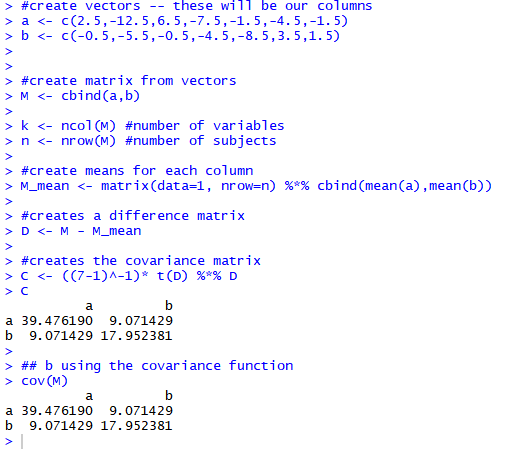 > #create vectors -- these will be our columns
> a <- c(2.5,-12.5,6.5,-7.5,-1.5,-4.5,-1.5)
> b <- c(-0.5,-5.5,-0.5,-4.5,-8.5,3.5,1.5)
>
>
> #create matrix from vectors
> M <- cbind(a,b)
>
> k <- ncol(M) #number of variables
> n <- nrow(M) #number of subjects
>
> #create means for each column
> M_mean <- matrix(data=1, nrow=n) %*% cbind(mean(a),mean(b))
>
> #creates a difference matrix
> D <- M - M_mean
>
> #creates the covariance matrix
> C <- ((7-1)^-1)* t(D) %*% D
> C
a b
a 39.476190 9.071429
b 9.071429 17.952381
>
> ## b using the covariance function
> cov(M)
a b
a 39.476190 9.071429
b 9.071429 17.952381
>